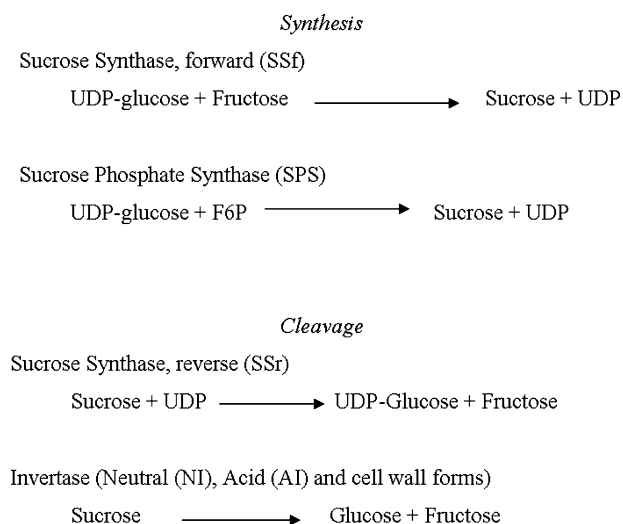 Synthesis
Sucrose Synthase, forward (SSf)
UDP-glucose + Fructose Sucrose + UDP
Sucrose Phosphate Synthase (SPS)
UDP-glucose + F6P Sucrose + UDP
Cleavage
Sucrose Synthase, reverse (SSr)
Sucrose + UDP UDP-Glucose + Fructose
Invertase (Neutral (NI), Acid (AI) and cell wall forms)
Sucrose Glucose + Fructose